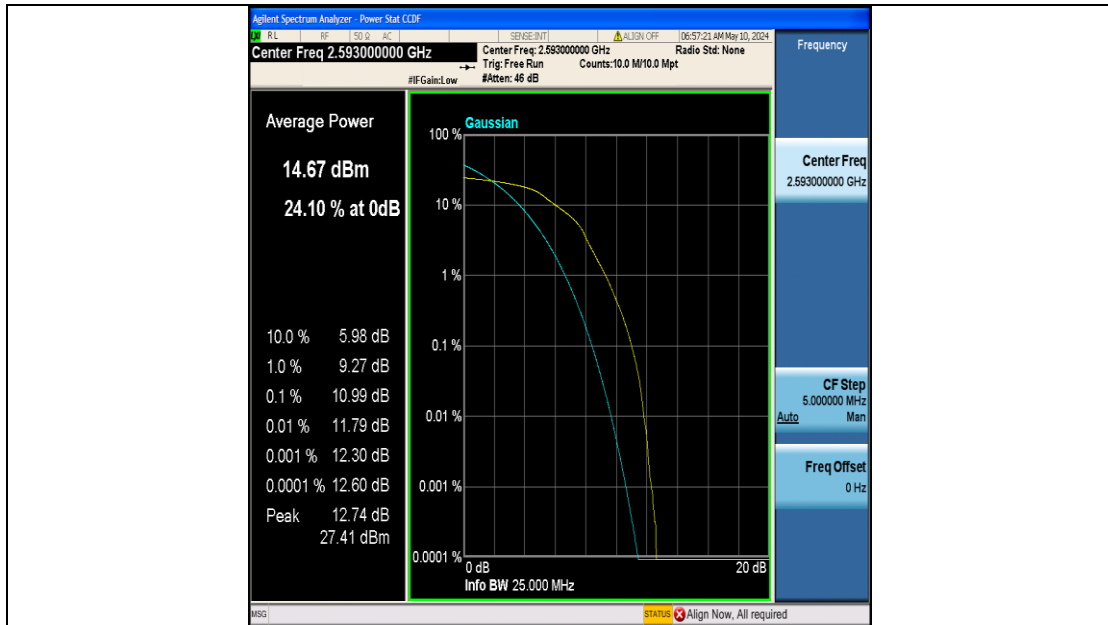 Agilent Spectrum Analyzer - Power Stat CCDF
RL RF 50 Ω AC SENSE:INT ALIGN OFF 06:57:21 AM May 10, 2024
Center Freq 2.593000000 GHz
Center Freq: 2.593000000 GHz Radio Std: None
Trig: Free Run Counts:10.0 M/10.0 Mpt
#IFGain:Low #Atten: 46 dB
Frequency
Average Power
14.67 dBm
24.10 % at 0dB
10.0 % 5.98 dB
1.0 % 9.27 dB
0.1 % 10.99 dB
0.01 % 11.79 dB
0.001 % 12.30 dB
0.0001 % 12.60 dB
Peak 12.74 dB
27.41 dBm
Gaussian
100 %
10 %
1 %
0.1 %
0.01 %
0.001 %
0.0001 %
0 dB 20 dB
Info BW 25.000 MHz
Center Freq
2.593000000 GHz
CF Step
5.000000 MHz
Auto Man
Freq Offset
0 Hz
MSG STATUS Align Now, All required